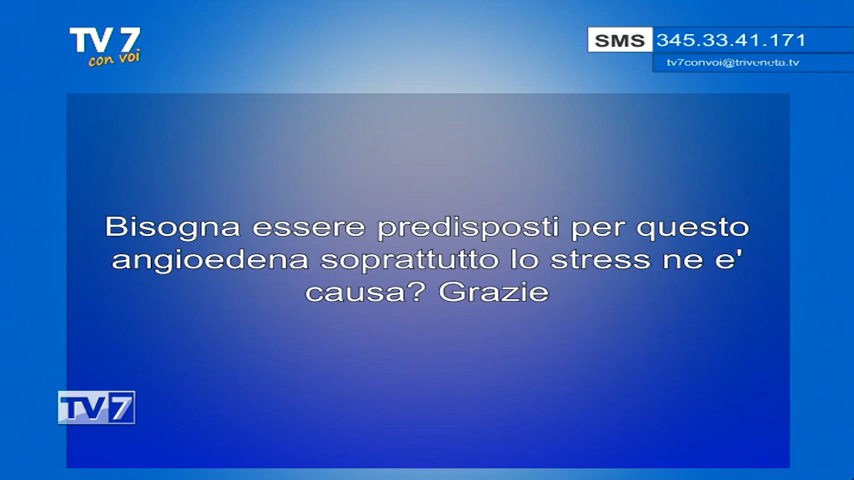 TV 7
con voi
SMS 345.33.41.171
tv7convoi@triveneta.tv
Bisogna essere predisposti per questo
angioedena soprattutto lo stress ne e'
causa? Grazie
TV7